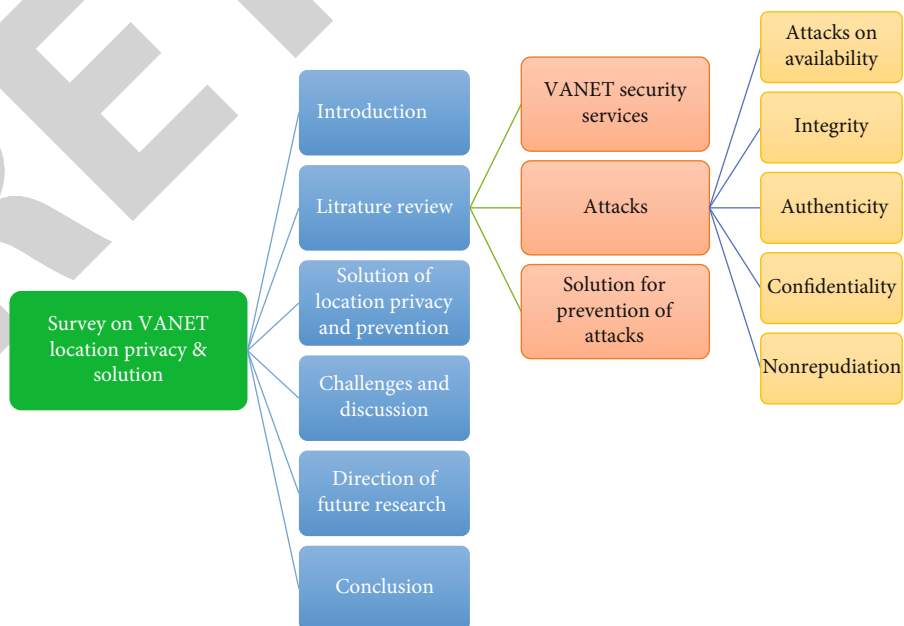 Survey on VANET
location privacy &
solution
Introduction
Litrature review
Solution of
location privacy
and prevention
Challenges and
discussion
Direction of
future research
Conclusion
VANET security
services
Attacks
Solution for
prevention of
attacks
Attacks on
availability
Integrity
Authenticity
Confidentiality
Nonrepudiation